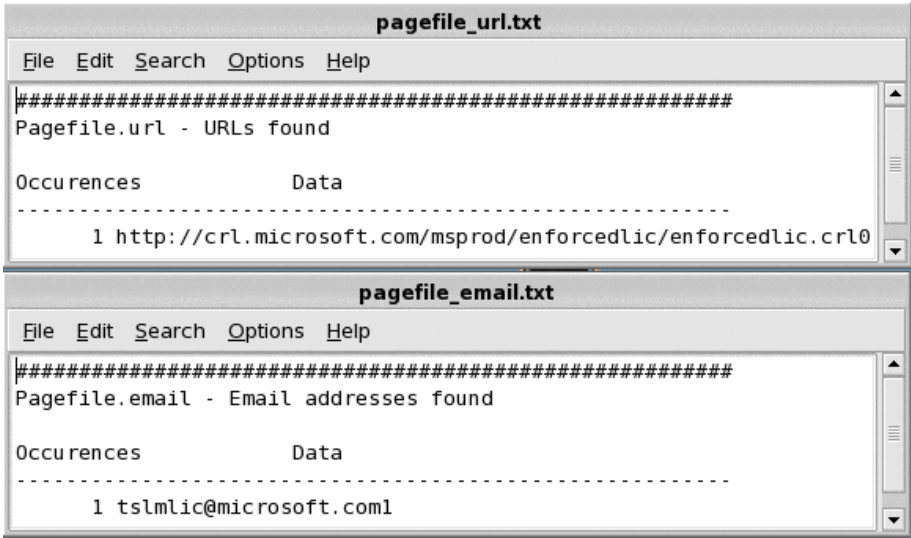 pagefile_url.txt
File Edit Search Options Help
##########################################################
Pagefile.url - URLs found
Occurences Data
---------------------------------------------------------
1 http://crl.microsoft.com/msprod/enforcedlic/enforcedlic.crl0
pagefile_email.txt
File Edit Search Options Help
##########################################################
Pagefile.email - Email addresses found
Occurences Data
---------------------------------------------------------
1 tslmlic@microsoft.com1